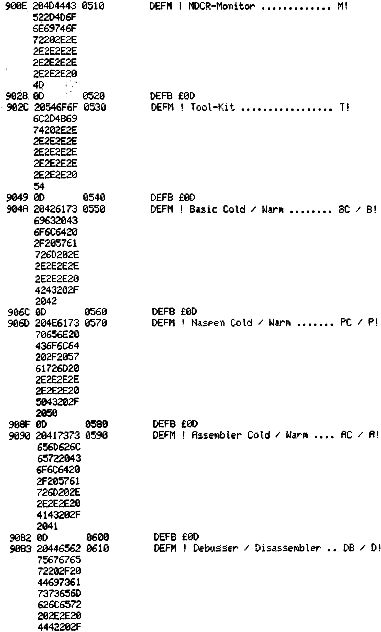 900E 204D4443 0510 DEFM ! MDCR-Monitor ............. M!
522D4D6F
6E69746F
72202E2E
2E2E2E2E
2E2E2E2E
2E2E2E20
4D
902B 0D 0520 DEFB £0D
902C 20546F6F 0530 DEFM ! Tool-Kit ................. T!
6C2D4B69
74202E2E
2E2E2E2E
2E2E2E2E
2E2E2E2E
2E2E2E20
54
9049 0D 0540 DEFB £0D
904A 20426173 0550 DEFM ! Basic Cold / Warm ........ BC / B!
69632043
6F6C6420
2F205761
726D202E
2E2E2E2E
2E2E2E20
4243202F
2042
906C 0D 0560 DEFB £0D
906D 204E6173 0570 DEFM ! Naspen Cold / Warm ....... PC / P!
70656E20
436F6C64
202F2057
61726D20
2E2E2E2E
2E2E2E20
5043202F
2050
908F 0D 0580 DEFB £0D
9090 20417373 0590 DEFM ! Assembler Cold / Warm .... AC / A!
656D626C
65722043
6F6C6420
2F205761
726D202E
2E2E2E20
4143202F
2041
90B2 0D 0600 DEFB £0D
90B3 20446562 0610 DEFM ! Debugger / Disassembler .. DB / D!
75676765
72202F20
44697361
7373656D
626C6572
202E2E20
4442202F